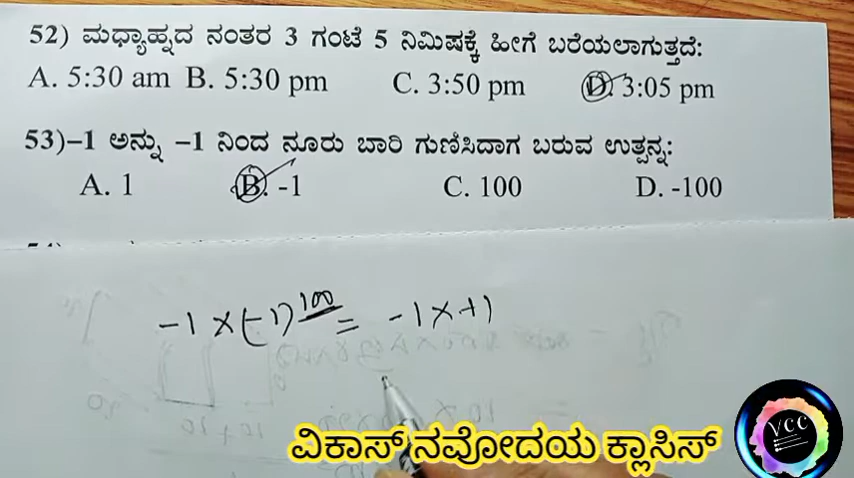 52) ಮಧ್ಯಾಹ್ನದ ನಂತರ 3 ಗಂಟೆ 5 ನಿಮಿಷಕ್ಕೆ ಹೀಗೆ ಬರೆಯಲಾಗುತ್ತದೆ:
A. 5:30 am B. 5:30 pm C. 3:50 pm D. 3:05 pm
53)–1 ಅನ್ನು –1 ನಿಂದ ನೂರು ಬಾರಿ ಗುಣಿಸಿದಾಗ ಬರುವ ಉತ್ಪನ್ನ:
A. 1 B. -1 C. 100 D. -100
-1 x (-1)^100 = -1 x +1
ವಿಕಾಸ್ ನವೋದಯ ಕ್ಲಾಸಿಸ್
VCC